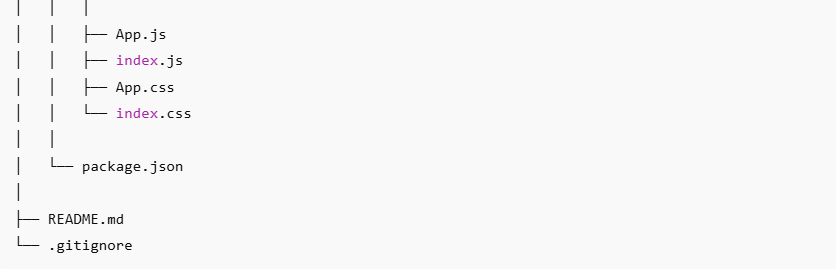 │   │   │
│   │   ├── App.js
│   │   ├── index.js
│   │   ├── App.css
│   │   └── index.css
│   │
│   └── package.json
│
├── README.md
└── .gitignore